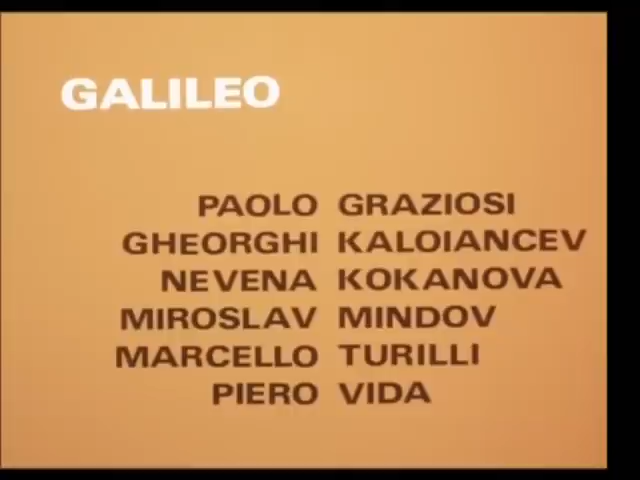 GALILEO
PAOLO GRAZIOSI
GHEORGHI KALOIANCEV
NEVENA KOKANOVA
MIROSLAV MINDOV
MARCELLO TURILLI
PIERO VIDA